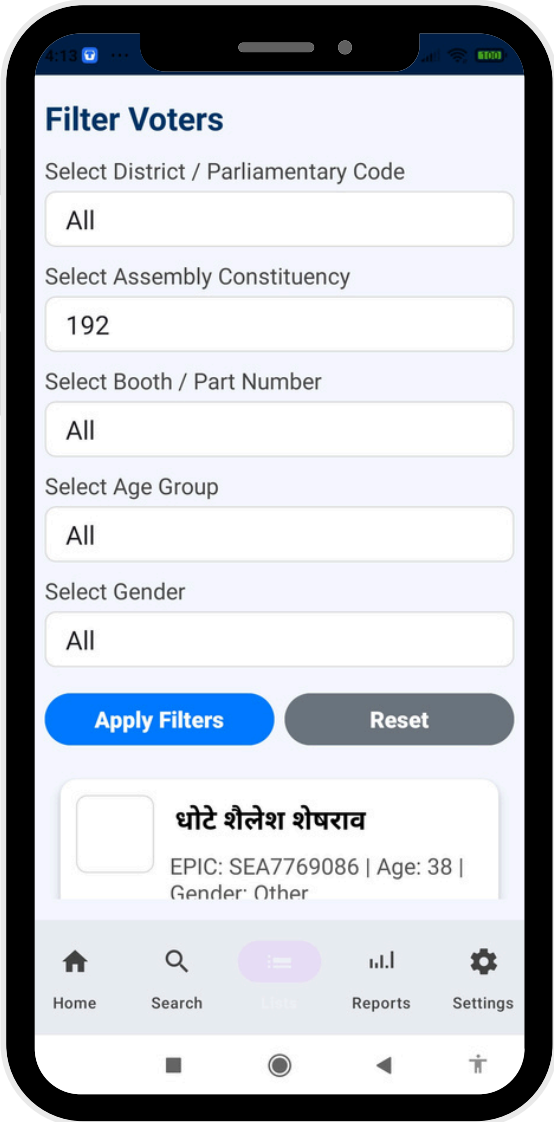 4:13
100
Filter Voters
Select District / Parliamentary Code
All
Select Assembly Constituency
192
Select Booth / Part Number
All
Select Age Group
All
Select Gender
All
Apply Filters Reset
धोटे शैलेश शेषराव
EPIC: SEA7769086 | Age: 38 |
Gender: Other
Home Search Lists Reports Settings